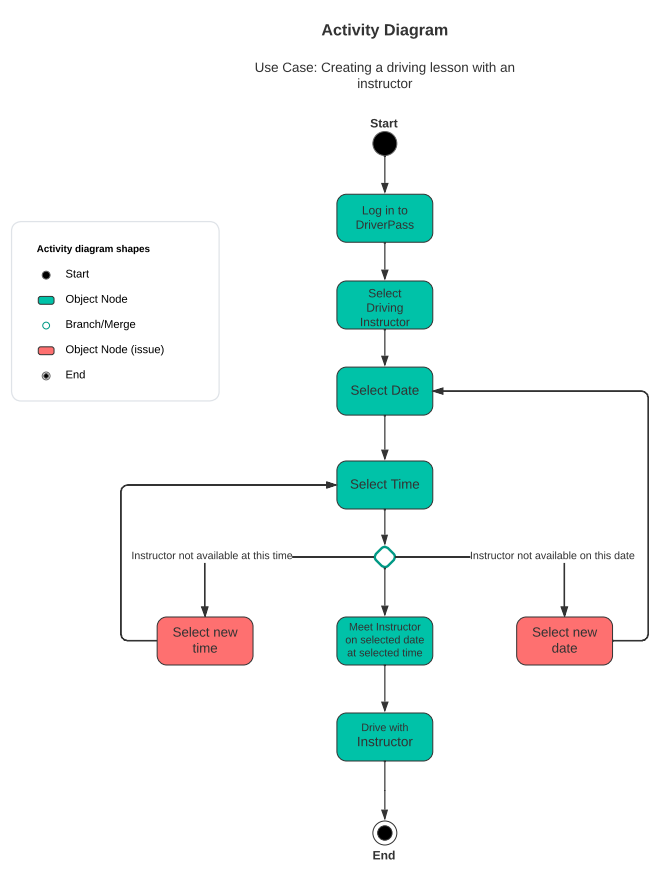 Activity Diagram
Use Case: Creating a driving lesson with an
instructor
Start
Log in to
DriverPass
Activity diagram shapes
Start
Object Node
Branch/Merge
Object Node (issue)
End
Select
Driving
Instructor
Select Date
Select Time
Instructor not available at this time
Instructor not available on this date
Select new
time
Meet Instructor
on selected date
at selected time
Select new
date
Drive with
Instructor
End